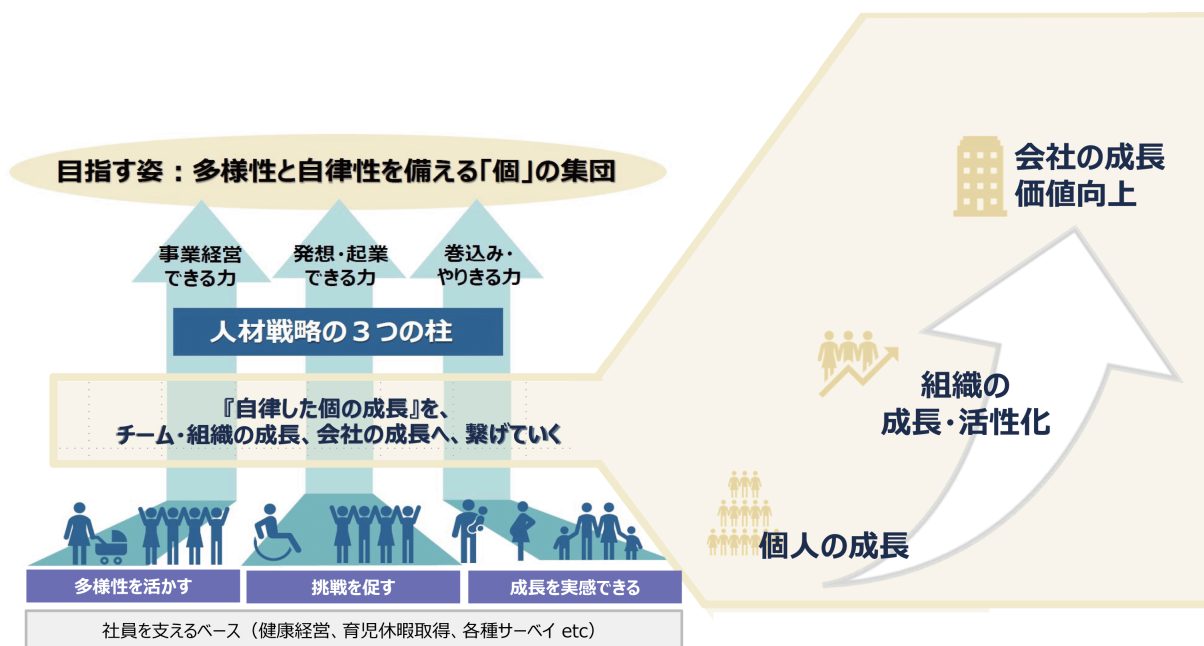 目指す姿：多様性と自律性を備える「個」の集団
事業経営
できる力
発想・起業
できる力
巻込み・
やりきる力
人材戦略の３つの柱
『自律した個の成長』を、
チーム・組織の成長、会社の成長へ、繋げていく
多様性を活かす
挑戦を促す
成長を実感できる
社員を支えるベース（健康経営、育児休暇取得、各種サーベイ etc）
会社の成長
価値向上
組織の
成長・活性化
個人の成長